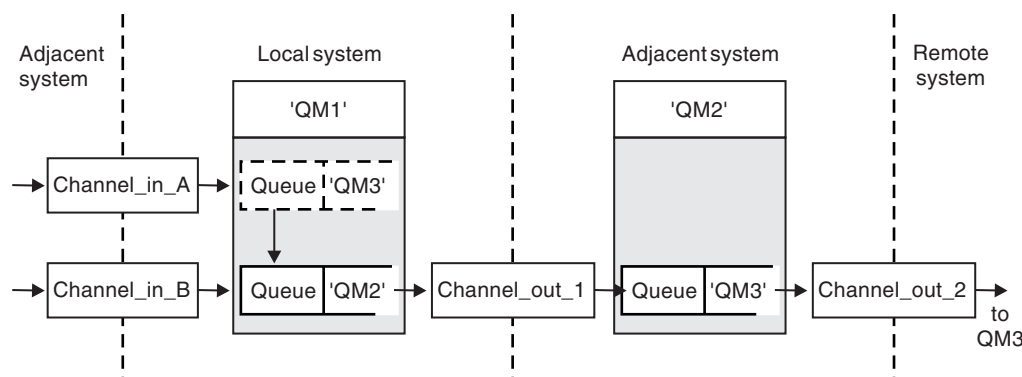 Adjacent
system
Local system
Adjacent system
Remote
system
'QM1'
'QM2'
Channel_in_A
Queue 'QM3'
Channel_in_B
Queue 'QM2'
Channel_out_1
Queue 'QM3'
Channel_out_2
to
QM3